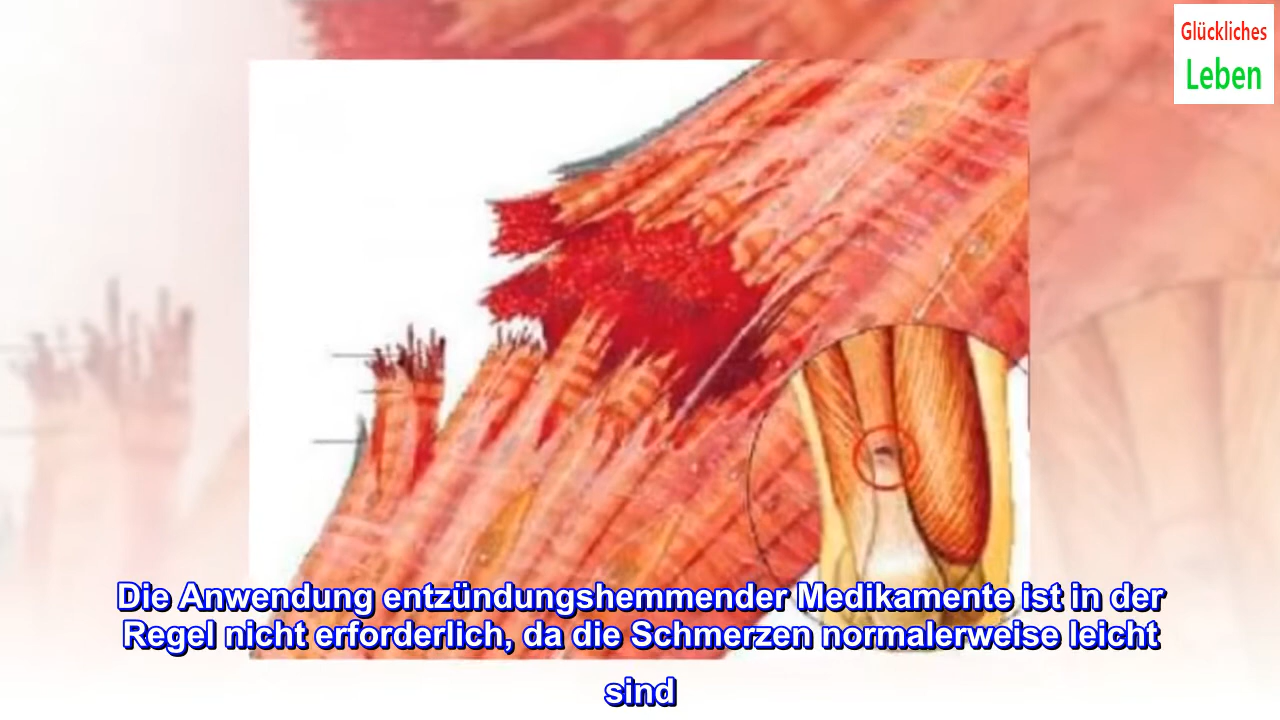 Glückliches
Leben
Die Anwendung entzündungshemmender Medikamente ist in der
Regel nicht erforderlich, da die Schmerzen normalerweise leicht
sind